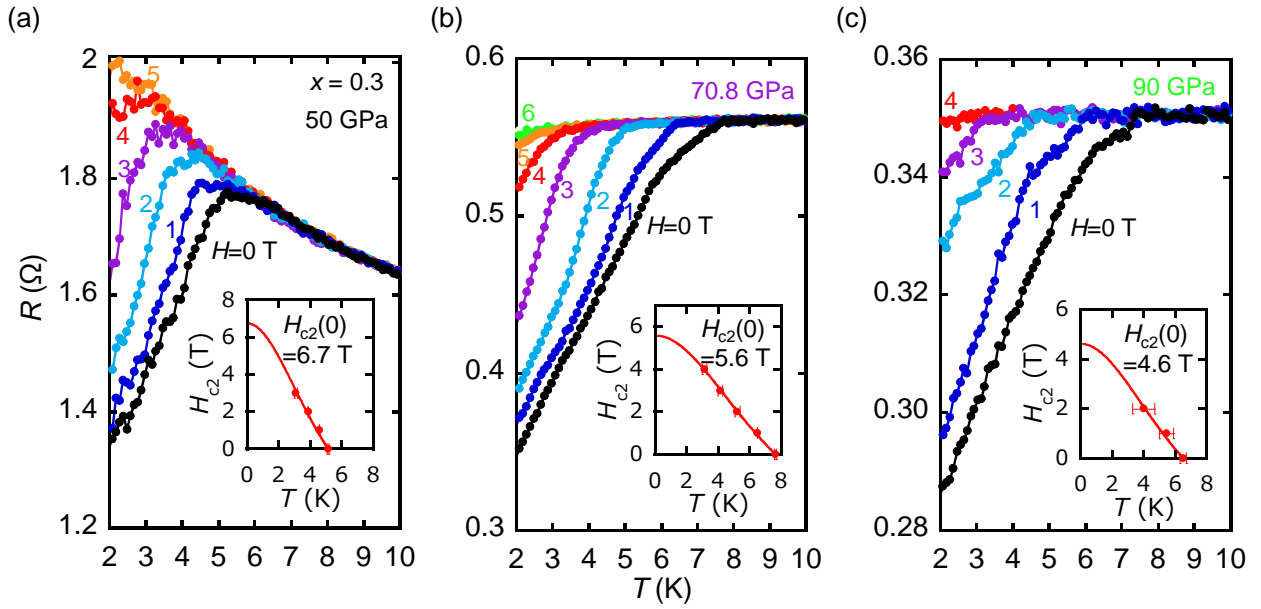 (a)
R (Ω)
2
1.8
1.6
1.4
1.2
x = 0.3
50 GPa
5
4
3
2
1
H=0 T
Hc2 (T)
8
6
4
2
0
Hc2(0)
=6.7 T
0 2 4 6 8
T (K)
2 3 4 5 6 7 8 9 10
(b)
0.6
0.5
0.4
0.3
70.8 GPa
6
5
4
3
2
1
H=0 T
Hc2 (T)
6
4
2
0
Hc2(0)
=5.6 T
0 2 4 6 8
T (K)
2 3 4 5 6 7 8 9 10
T (K)
(c)
0.36
0.34
0.32
0.30
0.28
90 GPa
4
3
2
1
H=0 T
Hc2 (T)
6
4
2
0
Hc2(0)
=4.6 T
0 2 4 6 8
T (K)
2 3 4 5 6 7 8 9 10